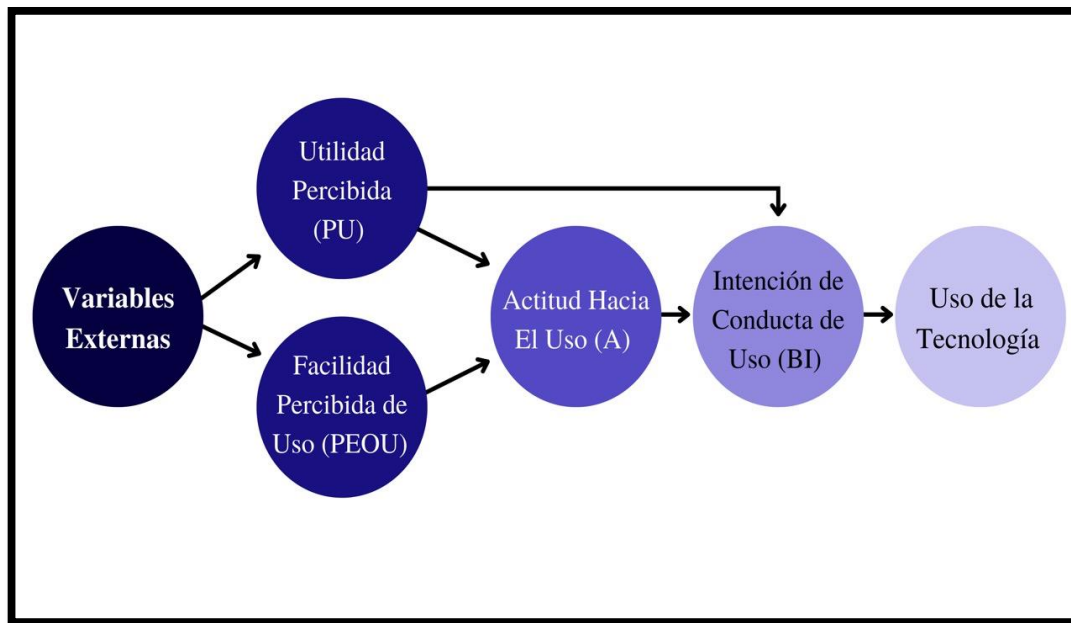 Variables
Externas
Utilidad
Percibida
(PU)
Facilidad
Percibida de
Uso (PEOU)
Actitud Hacia
El Uso (A)
Intención de
Conducta de
Uso (BI)
Uso de la
Tecnología